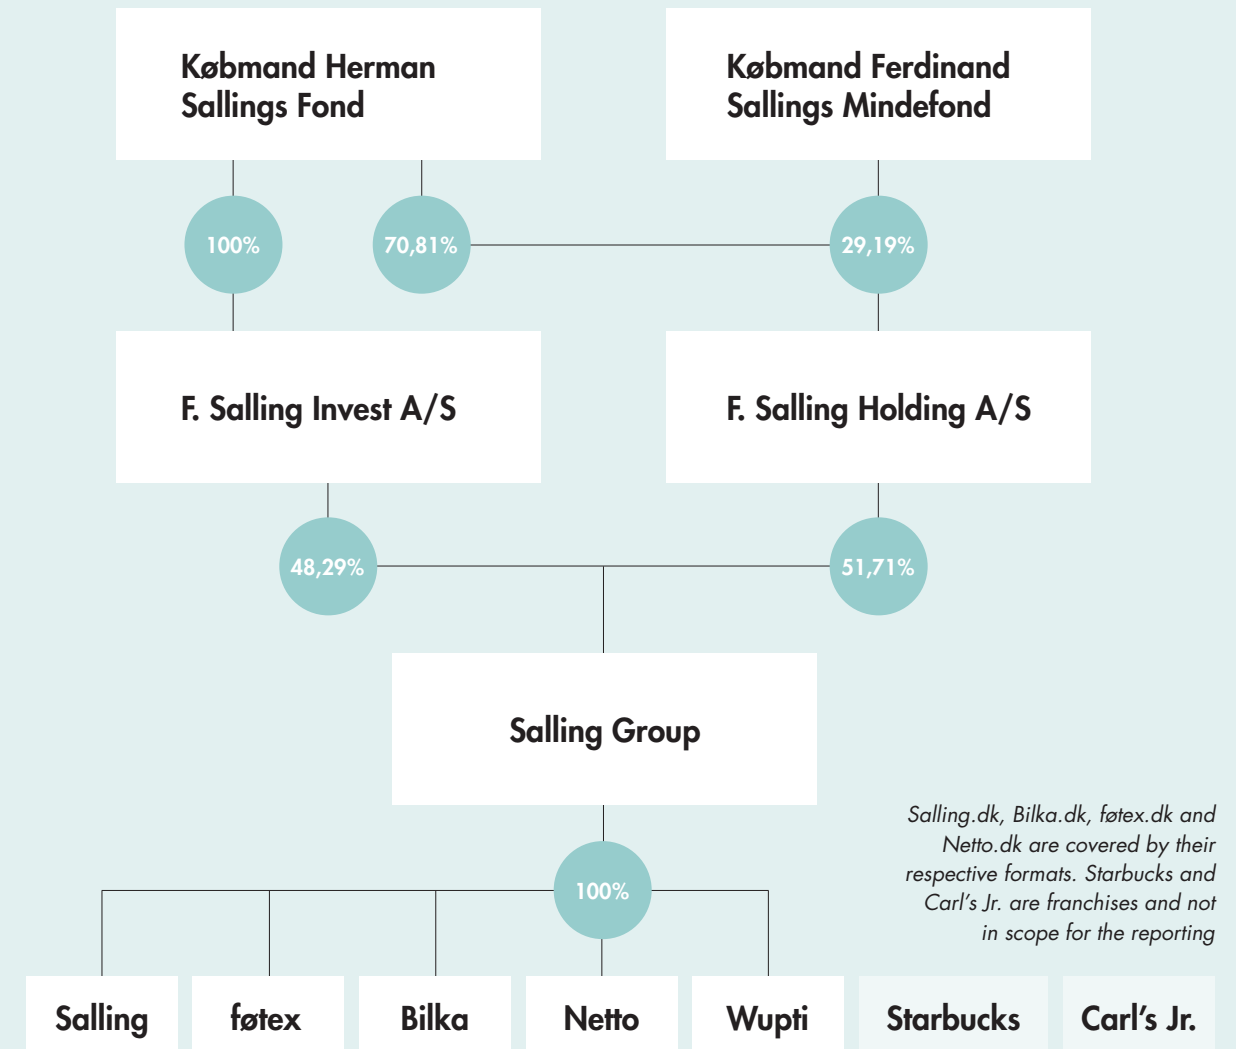 Købmand Herman
Sallings Fond
Købmand Ferdinand
Sallings Mindefond
100%
70,81%
29,19%
F. Salling Invest A/S
F. Salling Holding A/S
48,29%
51,71%
Salling Group
Salling.dk, Bilka.dk, føtex.dk and
Netto.dk are covered by their
respective formats. Starbucks and
Carl's Jr. are franchises and not
in scope for the reporting
100%
Salling
føtex
Bilka
Netto
Wupti
Starbucks
Carl's Jr.